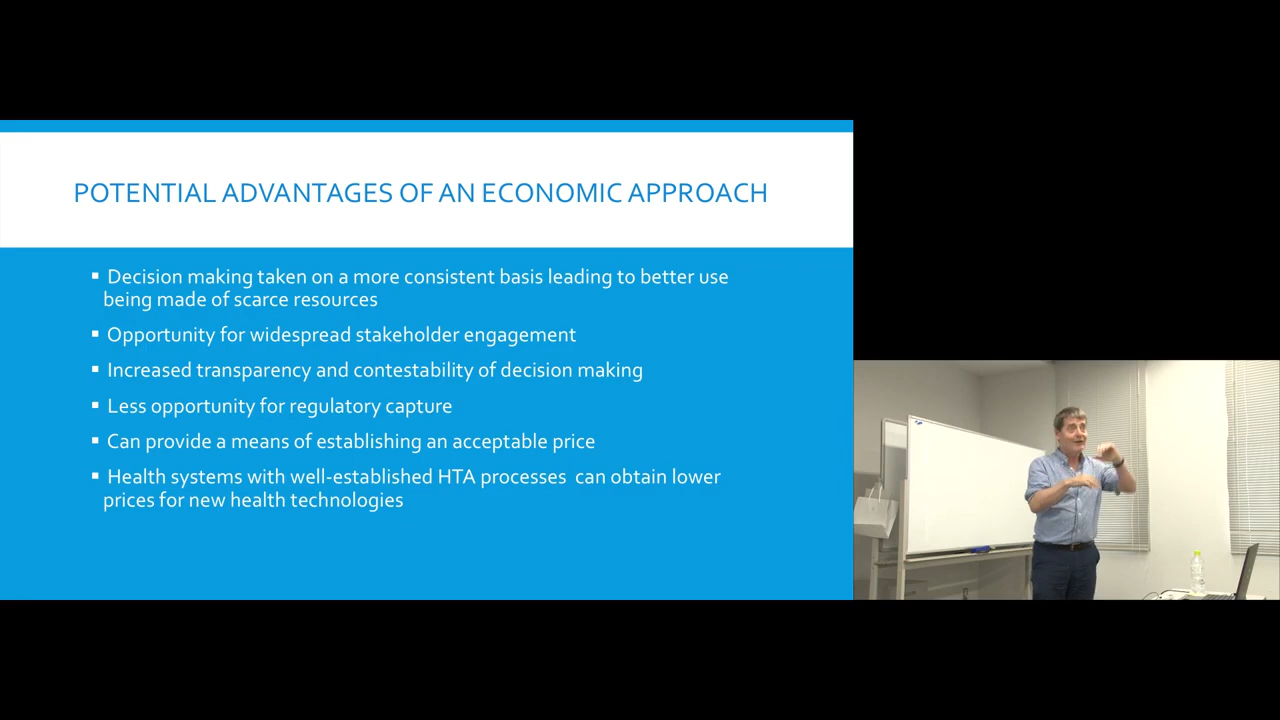 POTENTIAL ADVANTAGES OF AN ECONOMIC APPROACH
▪ Decision making taken on a more consistent basis leading to better use
being made of scarce resources
▪ Opportunity for widespread stakeholder engagement
▪ Increased transparency and contestability of decision making
▪ Less opportunity for regulatory capture
▪ Can provide a means of establishing an acceptable price
▪ Health systems with well-established HTA processes  can obtain lower
prices for new health technologies